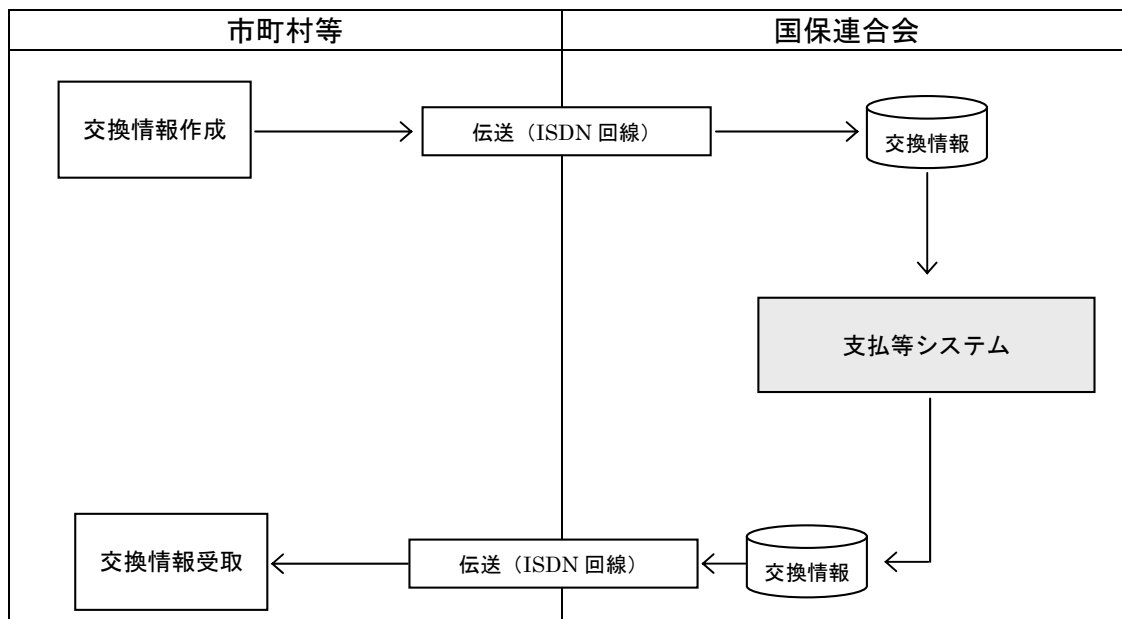 市町村等
国保連合会
交換情報作成
伝送（ISDN 回線）
交換情報
支払等システム
交換情報受取
伝送（ISDN 回線）
交換情報